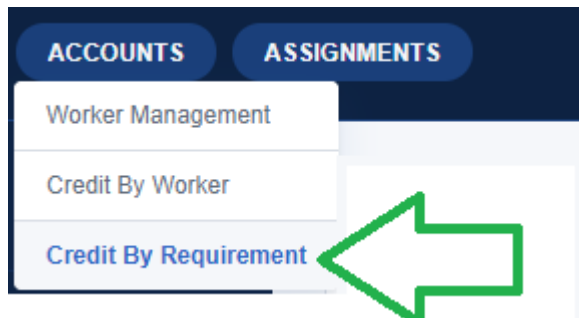 ACCOUNTS ASSIGNMENTS
Worker Management
Credit By Worker
Credit By Requirement